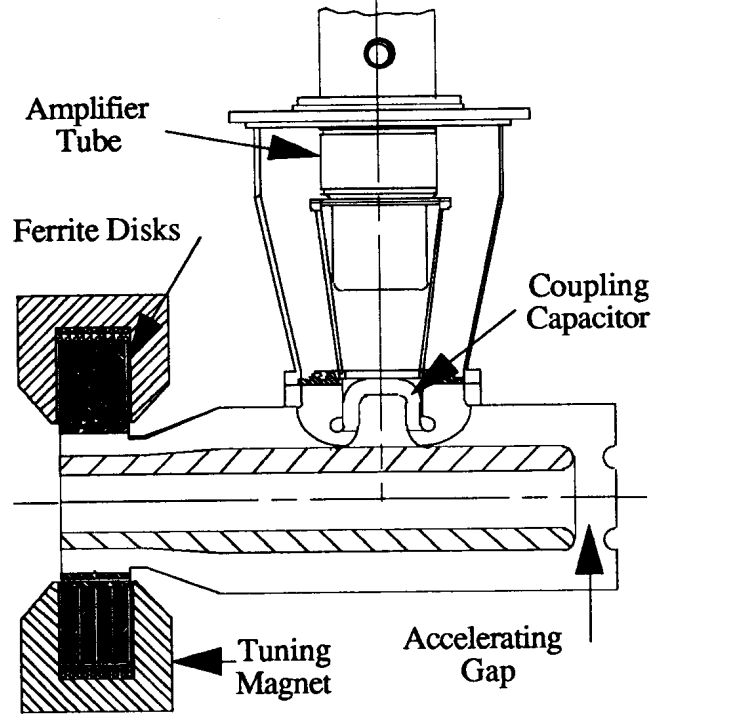 Amplifier
Tube
Ferrite Disks
Coupling
Capacitor
Accelerating
Gap
Tuning
Magnet